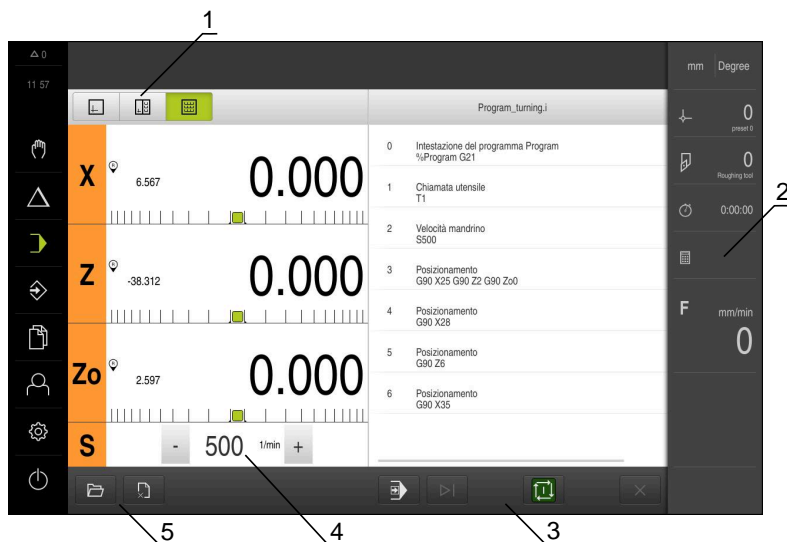 1
△ 0
11 57
mm Degree
Program_turning.i
0
preset 0
0
Roughing tool
0:00:00
2
F mm/min
0
X R 6.567 0.000
Z R -38.312 0.000
Zo R 2.597 0.000
S - 500 1/min +
0 Intestazione del programma Program
%Program G21
1 Chiamata utensile
T1
2 Velocità mandrino
S500
3 Posizionamento
G90 X25 G90 Z2 G90 Zo0
4 Posizionamento
G90 X28
5 Posizionamento
G90 Z6
6 Posizionamento
G90 X35
5
4
3